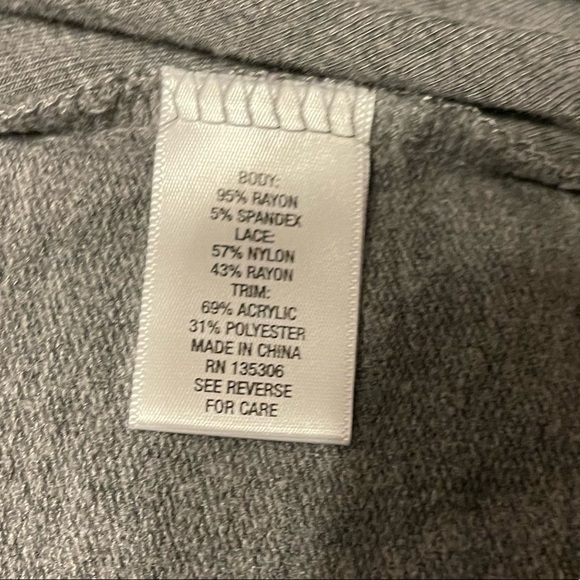 BODY:
95% RAYON
5% SPANDEX
LACE:
57% NYLON
43% RAYON
TRIM:
69% ACRYLIC
31% POLYESTER
MADE IN CHINA
RN 135306
SEE REVERSE
FOR CARE